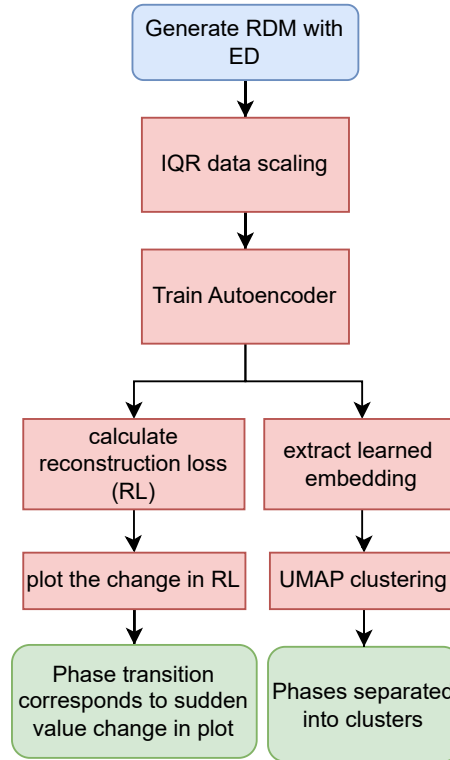 Generate RDM with
ED
IQR data scaling
Train Autoencoder
calculate
reconstruction loss
(RL)
plot the change in RL
Phase transition
corresponds to sudden
value change in plot
extract learned
embedding
UMAP clustering
Phases separated
into clusters